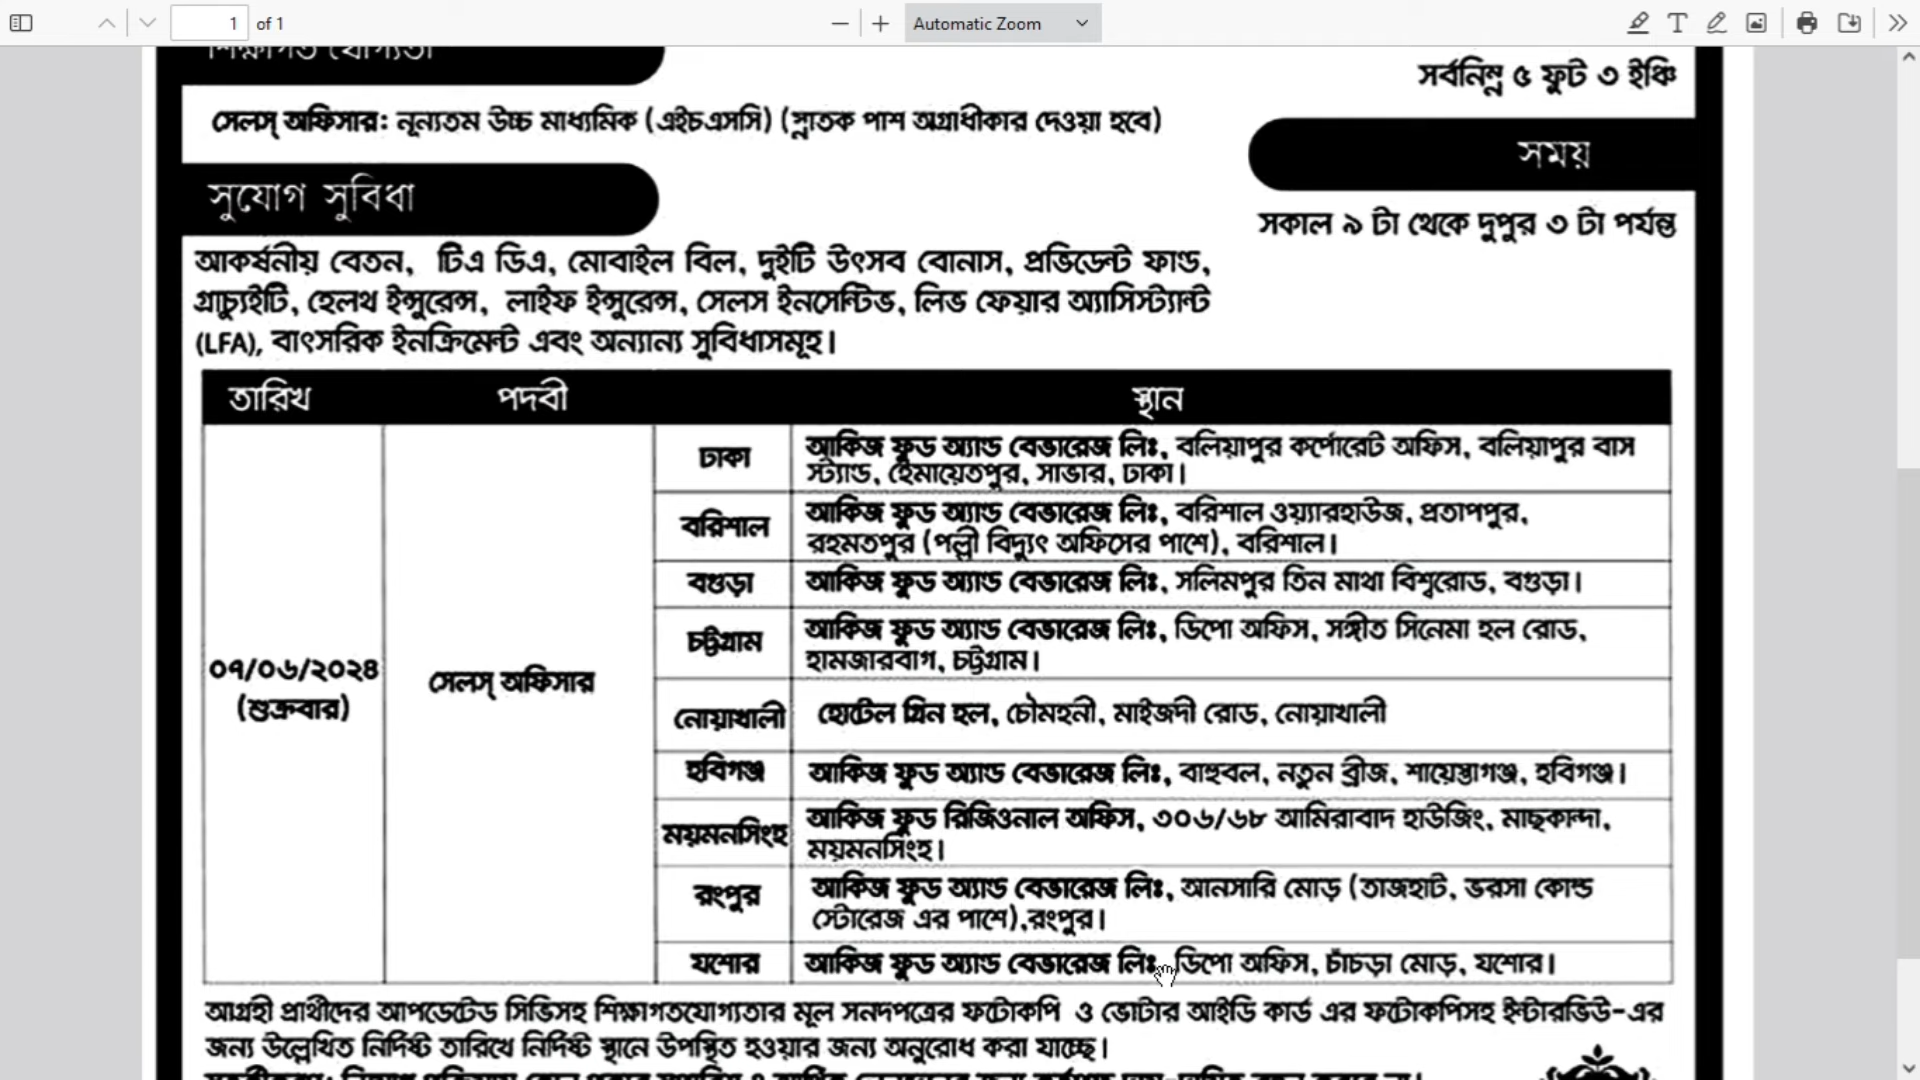 1 of 1
Automatic Zoom
শিক্ষাগত যোগ্যতা
সর্বনিম্ন ৫ ফুট ৩ ইঞ্চি
সেলস্ অফিসার: নূন্যতম উচ্চ মাধ্যমিক (এইচএসসি) (স্নাতক পাশ অগ্রাধীকার দেওয়া হবে)
সময়
সুযোগ সুবিধা
সকাল ৯ টা থেকে দুপুর ৩ টা পর্যন্ত
আকর্ষনীয় বেতন, টিএ ডিএ, মোবাইল বিল, দুইটি উৎসব বোনাস, প্রভিডেন্ট ফান্ড,
গ্রাচ্যুইটি, হেলথ ইন্সুরেন্স, লাইফ ইন্সুরেন্স, সেলস ইনসেন্টিভ, লিভ ফেয়ার অ্যাসিস্ট্যান্ট
(LFA), বাৎসরিক ইনক্রিমেন্ট এবং অন্যান্য সুবিধাসমূহ।
তারিখ পদবী স্থান
ঢাকা আকিজ ফুড অ্যান্ড বেভারেজ লিঃ, বলিয়াপুর কর্পোরেট অফিস, বলিয়াপুর বাস
স্ট্যান্ড, হেমায়েতপুর, সাভার, ঢাকা।
বরিশাল আকিজ ফুড অ্যান্ড বেভারেজ লিঃ, বরিশাল ওয়্যারহাউজ, প্রতাপপুর,
রহমতপুর (পল্লী বিদ্যুৎ অফিসের পাশে), বরিশাল।
বগুড়া আকিজ ফুড অ্যান্ড বেভারেজ লিঃ, সলিমপুর তিন মাথা বিশ্বরোড, বগুড়া।
চট্টগ্রাম আকিজ ফুড অ্যান্ড বেভারেজ লিঃ, ডিপো অফিস, সঙ্গীত সিনেমা হল রোড,
হামজারবাগ, চট্টগ্রাম।
০৭/০৬/২০২৪ সেলস্ অফিসার
(শুক্রবার)
নোয়াখালী হোটেল গ্রিন হল, চৌমহনী, মাইজদী রোড, নোয়াখালী
হবিগঞ্জ আকিজ ফুড অ্যান্ড বেভারেজ লিঃ, বাহুবল, নতুন ব্রীজ, শায়েস্তাগঞ্জ, হবিগঞ্জ।
ময়মনসিংহ আকিজ ফুড রিজিওনাল অফিস, ৩০৬/৬৮ আমিরাবাদ হাউজিং, মাছকান্দা,
ময়মনসিংহ।
রংপুর আকিজ ফুড অ্যান্ড বেভারেজ লিঃ, আনসারি মোড় (তাজহাট, ভরসা কোল্ড
স্টোরেজ এর পাশে),রংপুর।
যশোর আকিজ ফুড অ্যান্ড বেভারেজ লিঃ, ডিপো অফিস, চাঁচড়া মোড়, যশোর।
আগ্রহী প্রার্থীদের আপডেটেড সিভিসহ শিক্ষাগতযোগ্যতার মূল সনদপত্রের ফটোকপি ও ভোটার আইডি কার্ড এর ফটোকপিসহ ইন্টারভিউ-এর
জন্য উল্লেখিত নির্দিষ্ট তারিখে নির্দিষ্ট স্থানে উপস্থিত হওয়ার জন্য অনুরোধ করা যাচ্ছে।